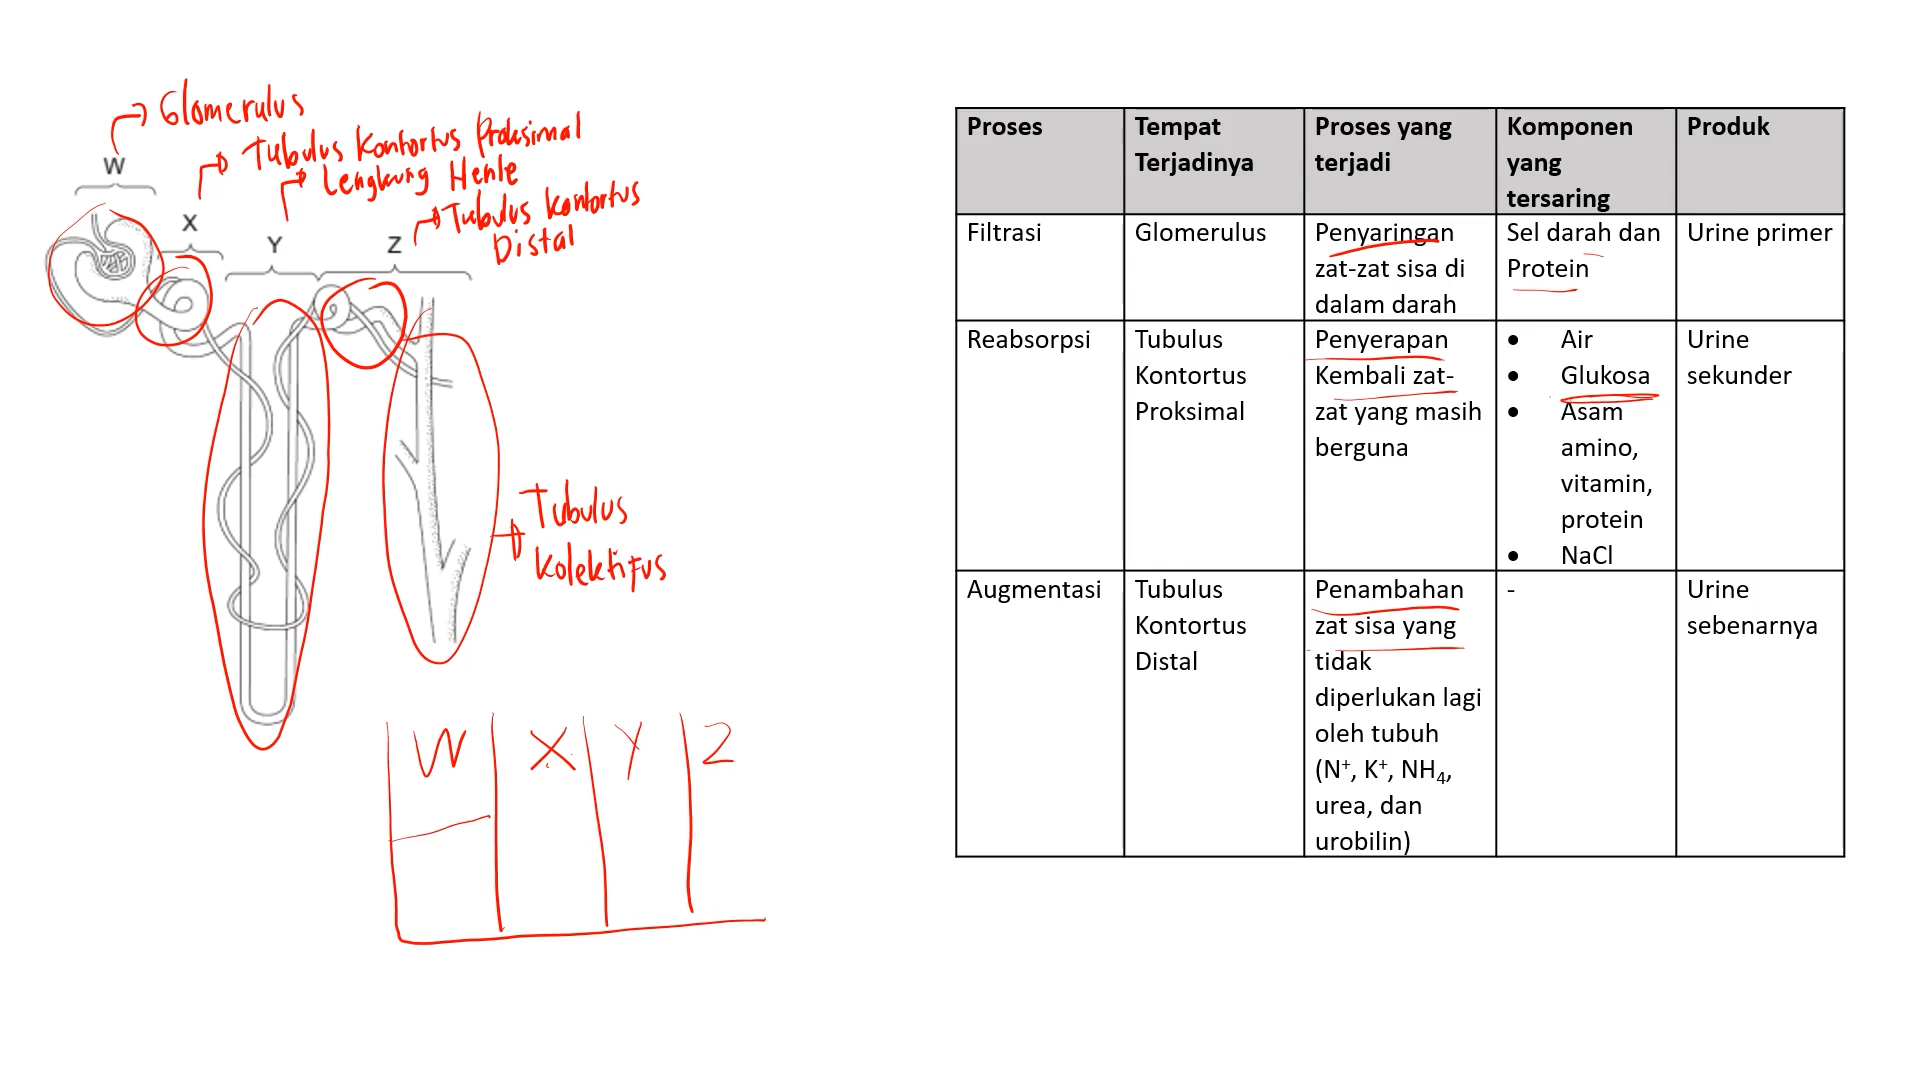 Glomerulus
W
Tubulus Kontortus Proksimal
X
Lengkung Henle
Y
Tubulus Kontortus
Distal
Z
Tubulus
Kolektifus
W X Y Z
Proses
Tempat
Terjadinya
Proses yang
terjadi
Komponen
yang
tersaring
Produk
Filtrasi
Glomerulus
Penyaringan
zat-zat sisa di
dalam darah
Sel darah dan
Protein
Urine primer
Reabsorpsi
Tubulus
Kontortus
Proksimal
Penyerapan
Kembali zat-
zat yang masih
berguna
• Air
• Glukosa
• Asam
amino,
vitamin,
protein
• NaCl
Urine
sekunder
Augmentasi
Tubulus
Kontortus
Distal
Penambahan
zat sisa yang
tidak
diperlukan lagi
oleh tubuh
(N⁺, K⁺, NH₄,
urea, dan
urobilin)
-
Urine
sebenarnya